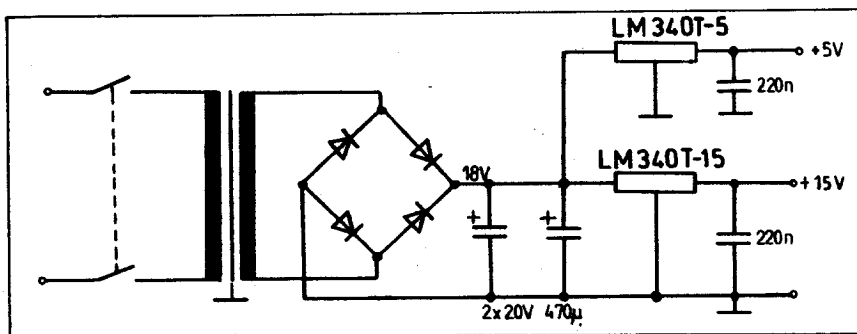 LM340T-5
+5V
220n
18V
LM340T-15
+15V
+
+
220n
2x20V 470µ